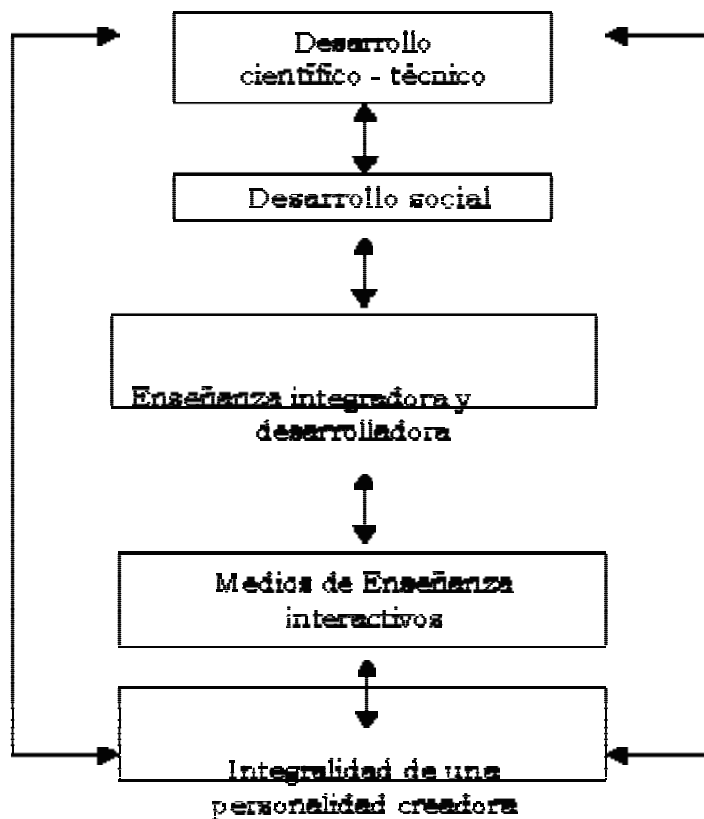 Desarrollo
científico - técnico
Desarrollo social
Enseñanza integradora y
desarrolladora
Medios de Enseñanza
interactivos
Integralidad de una
personalidad creadora